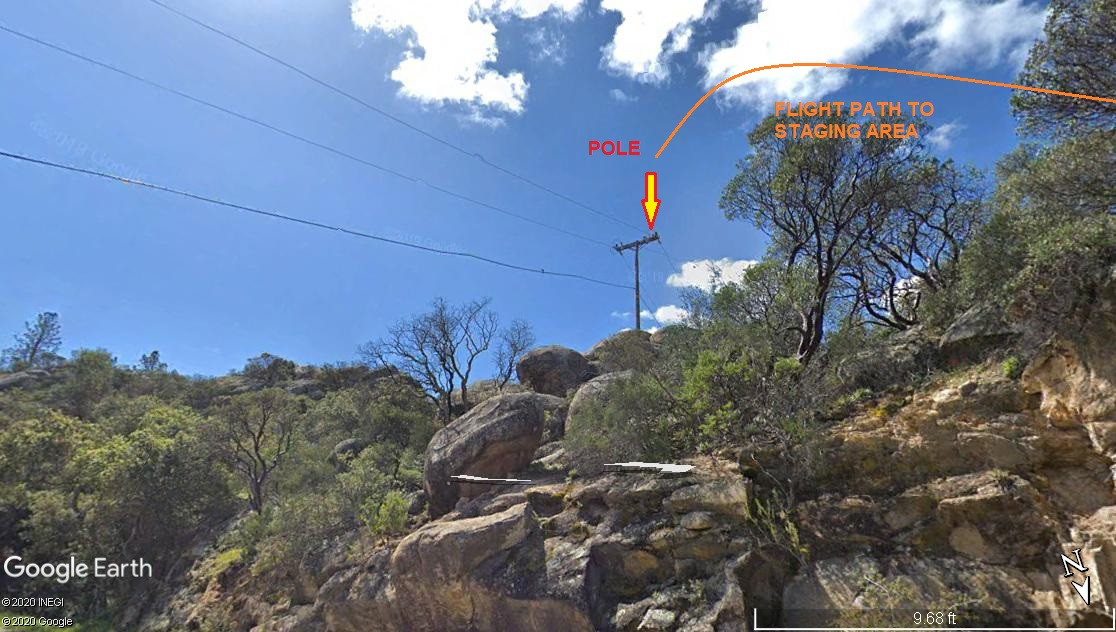 FLIGHT PATH TO
STAGING AREA
POLE
Google Earth
©2020 INEGI
©2020 Google
N
9.68 ft